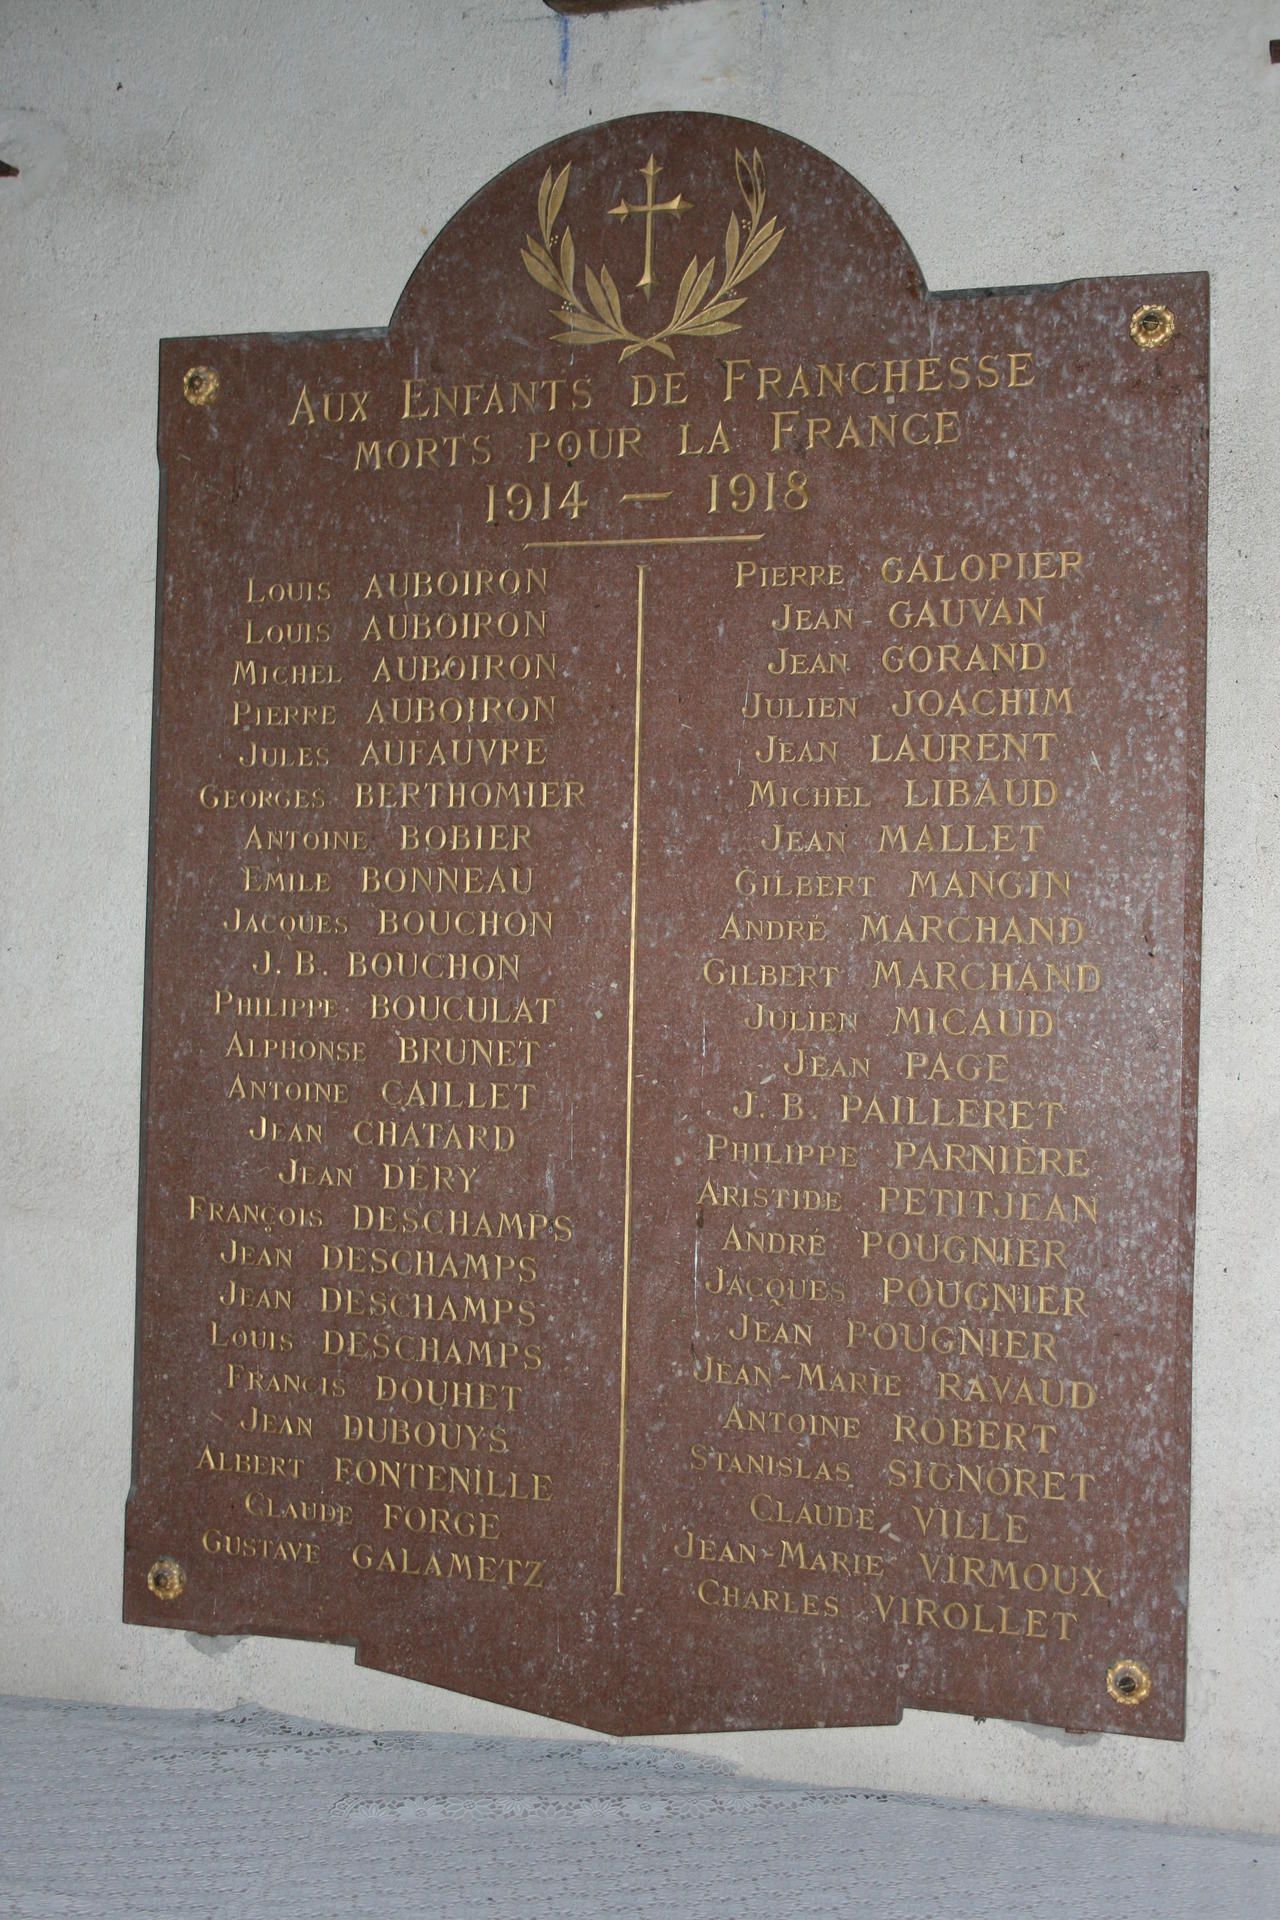 AUX ENFANTS DE FRANCHESSE
MORTS POUR LA FRANCE
1914 — 1918
LOUIS AUBOIRON
LOUIS AUBOIRON
MICHEL AUBOIRON
PIERRE AUBOIRON
JULES AUFAUVRE
GEORGES BERTHOMIER
ANTOINE BOBIER
EMILE BONNEAU
JACQUES BOUCHON
J. B. BOUCHON
PHILIPPE BOUCULAT
ALPHONSE BRUNET
ANTOINE CAILLET
JEAN CHATARD
JEAN DÉRY
FRANÇOIS DESCHAMPS
JEAN DESCHAMPS
JEAN DESCHAMPS
LOUIS DESCHAMPS
FRANCIS DOUHET
JEAN DUBOUYS
ALBERT FONTENILLE
CLAUDE FORGE
GUSTAVE GALAMETZ
PIERRE GALOPIER
JEAN GAUVAN
JEAN GORAND
JULIEN JOACHIM
JEAN LAURENT
MICHEL LIBAUD
JEAN MALLET
GILBERT MANGIN
ANDRÉ MARCHAND
GILBERT MARCHAND
JULIEN MICAUD
JEAN PAGE
J. B. PAILLERET
PHILIPPE PARNIÈRE
ARISTIDE PETITJEAN
ANDRÉ POUGNIER
JACQUES POUGNIER
JEAN POUGNIER
JEAN-MARIE RAVAUD
ANTOINE ROBERT
STANISLAS SIGNORET
CLAUDE VILLE
JEAN-MARIE VIRMOUX
CHARLES VIROLLET